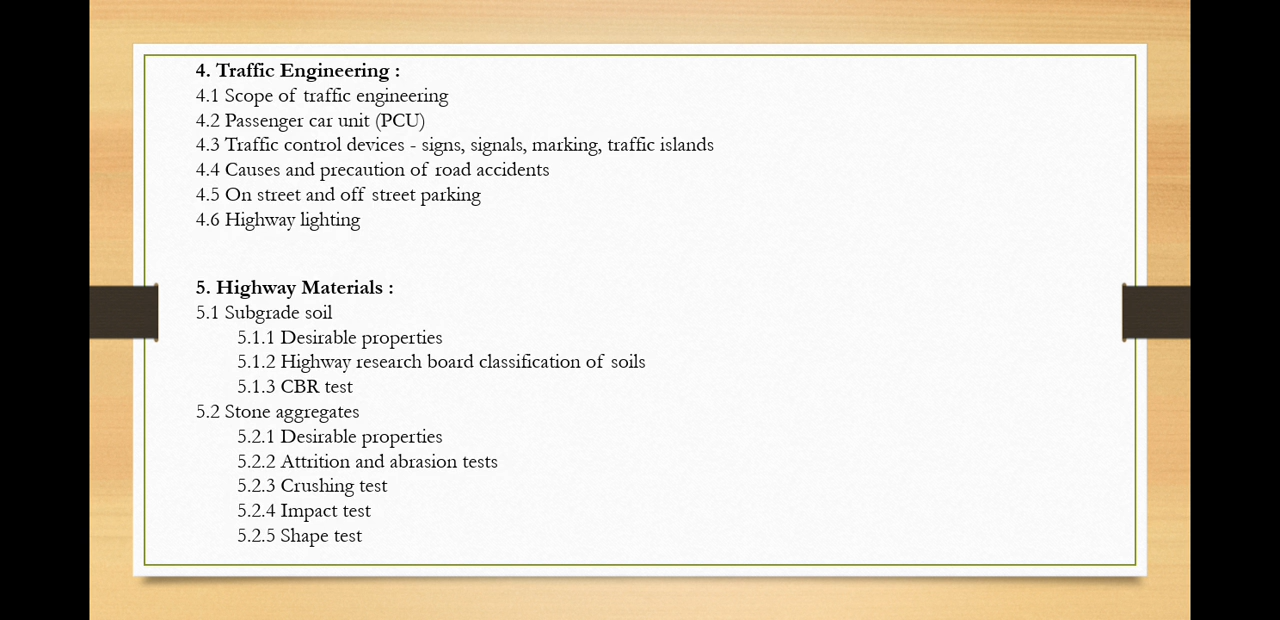 4. Traffic Engineering :
4.1 Scope of traffic engineering
4.2 Passenger car unit (PCU)
4.3 Traffic control devices - signs, signals, marking, traffic islands
4.4 Causes and precaution of road accidents
4.5 On street and off street parking
4.6 Highway lighting
5. Highway Materials :
5.1 Subgrade soil
5.1.1 Desirable properties
5.1.2 Highway research board classification of soils
5.1.3 CBR test
5.2 Stone aggregates
5.2.1 Desirable properties
5.2.2 Attrition and abrasion tests
5.2.3 Crushing test
5.2.4 Impact test
5.2.5 Shape test